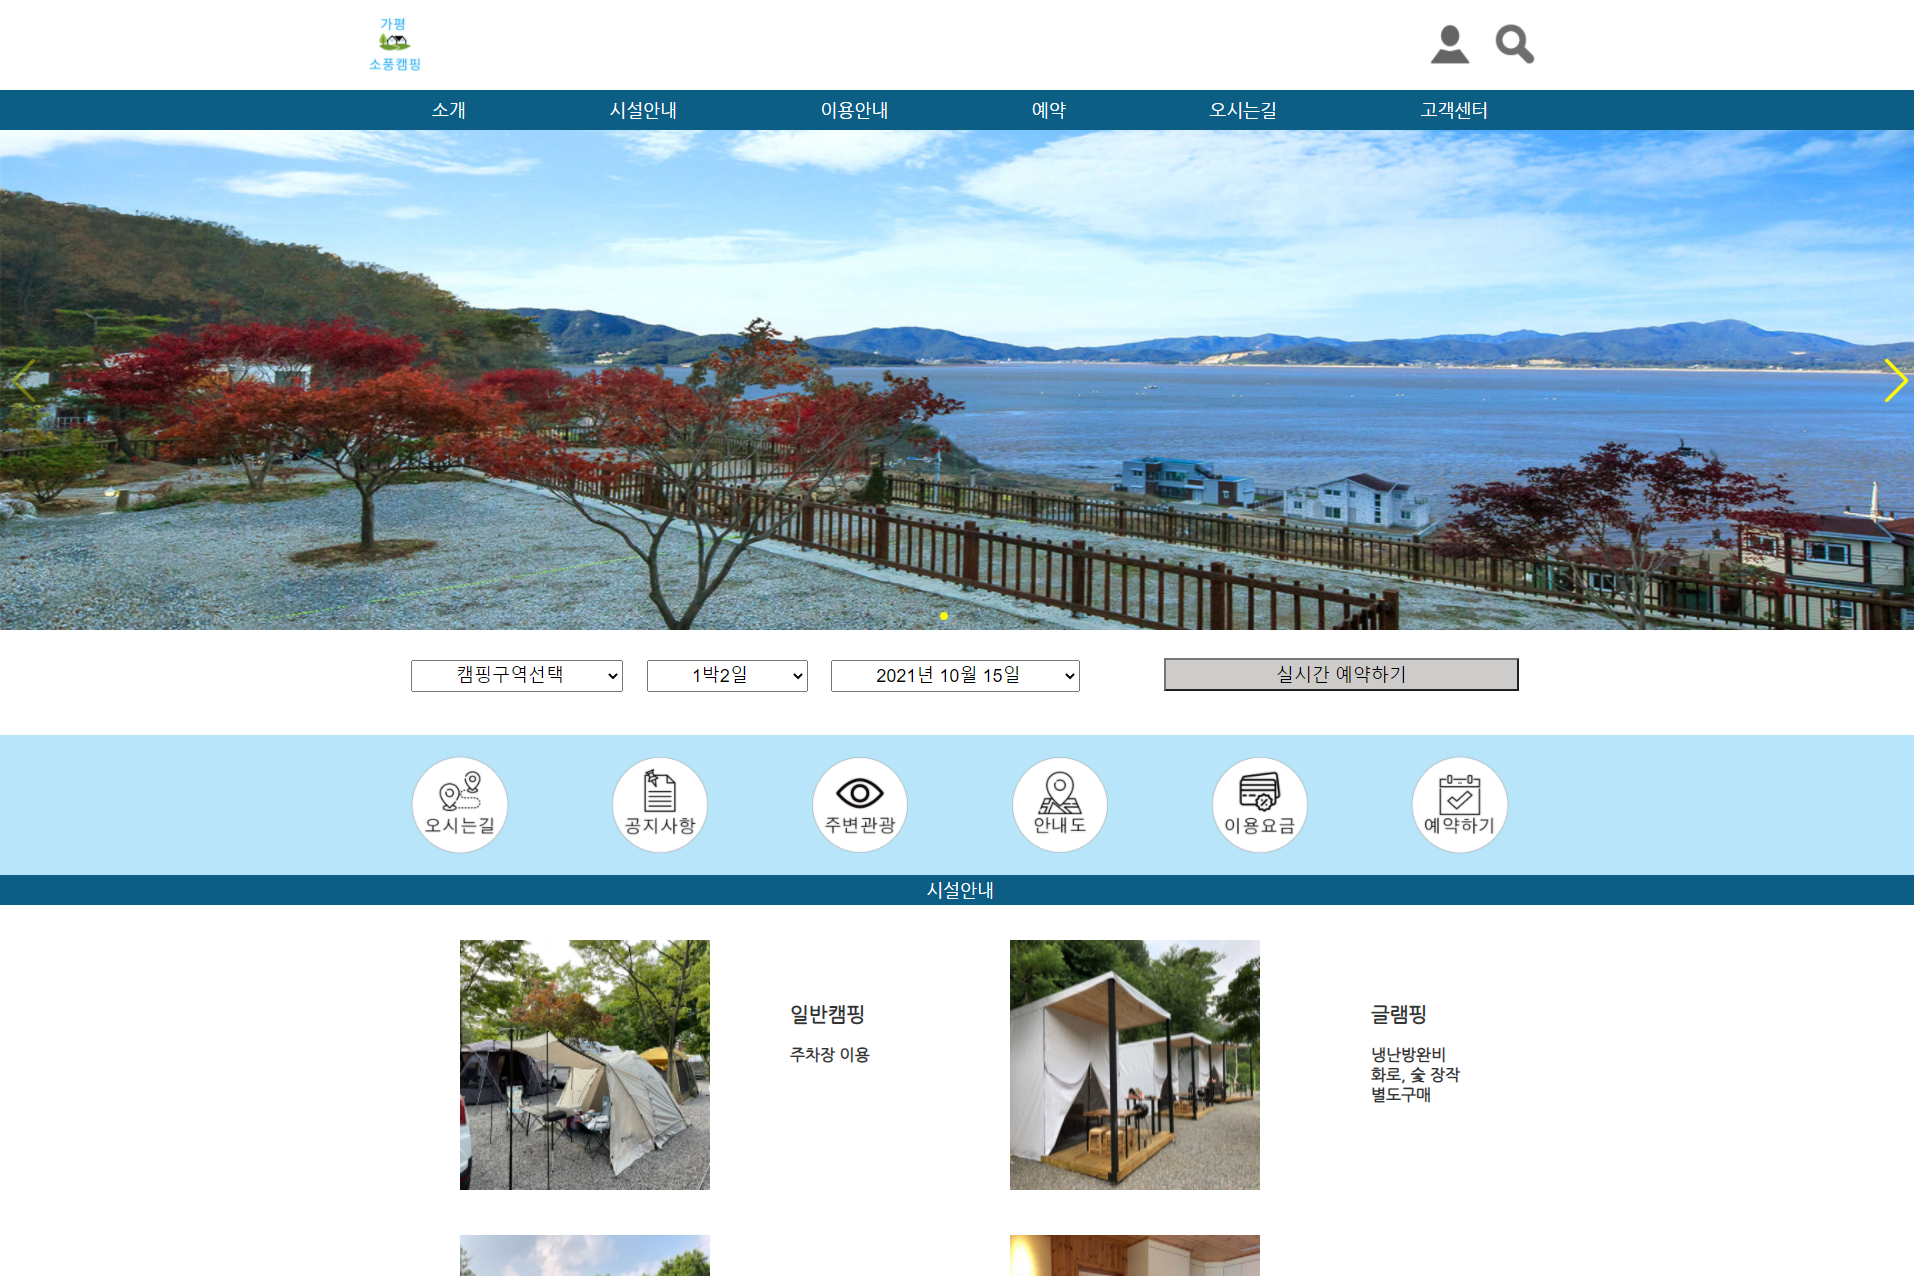 가평
소풍캠핑
소개 시설안내 이용안내 예약 오시는길 고객센터
캠핑구역선택 1박2일 2021년 10월 15일 실시간 예약하기
오시는길 공지사항 주변관광 안내도 이용요금 예약하기
시설안내
일반캠핑
주차장 이용
글램핑
냉난방완비
화로, 숯 장작
별도구매